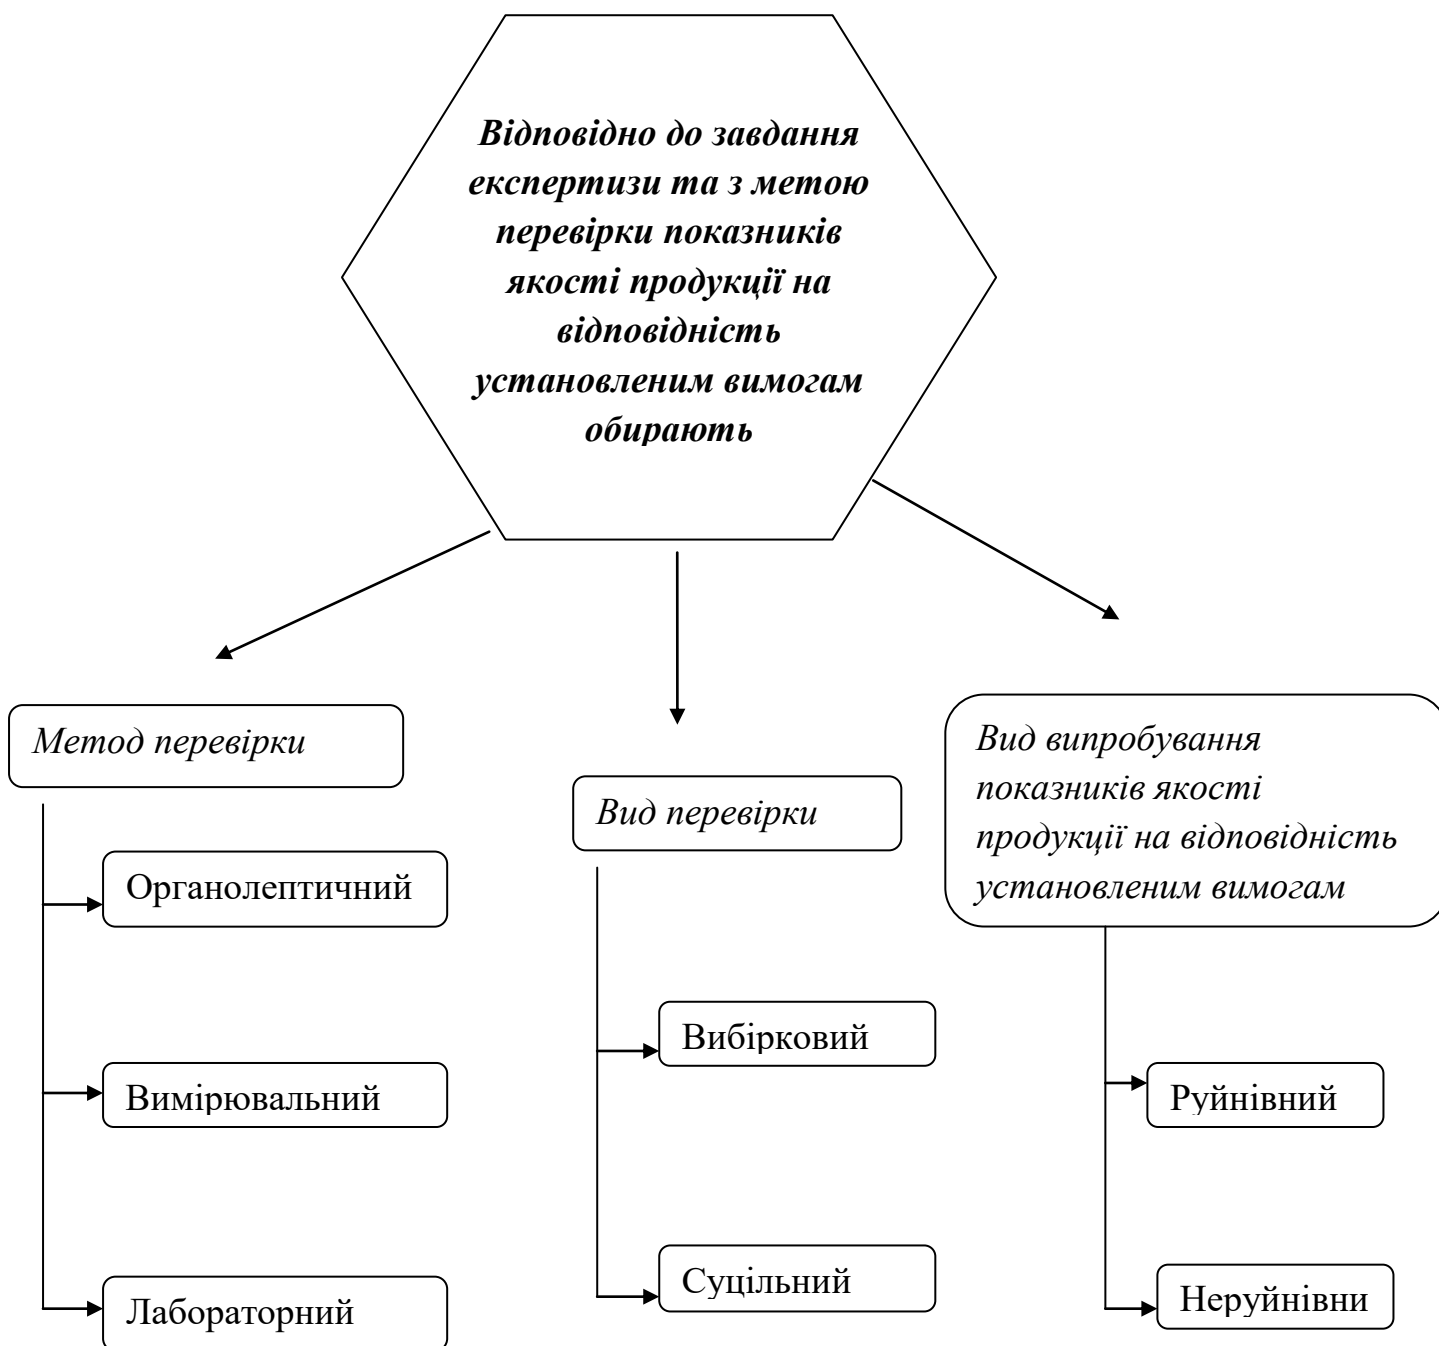 Відповідно до завдання
експертизи та з метою
перевірки показників
якості продукції на
відповідність
установленим вимогам
обирають
Метод перевірки
Органолептичний
Вимірювальний
Лабораторний
Вид перевірки
Вибірковий
Суцільний
Вид випробування
показників якості
продукції на відповідність
установленим вимогам
Руйнівний
Неруйнівни